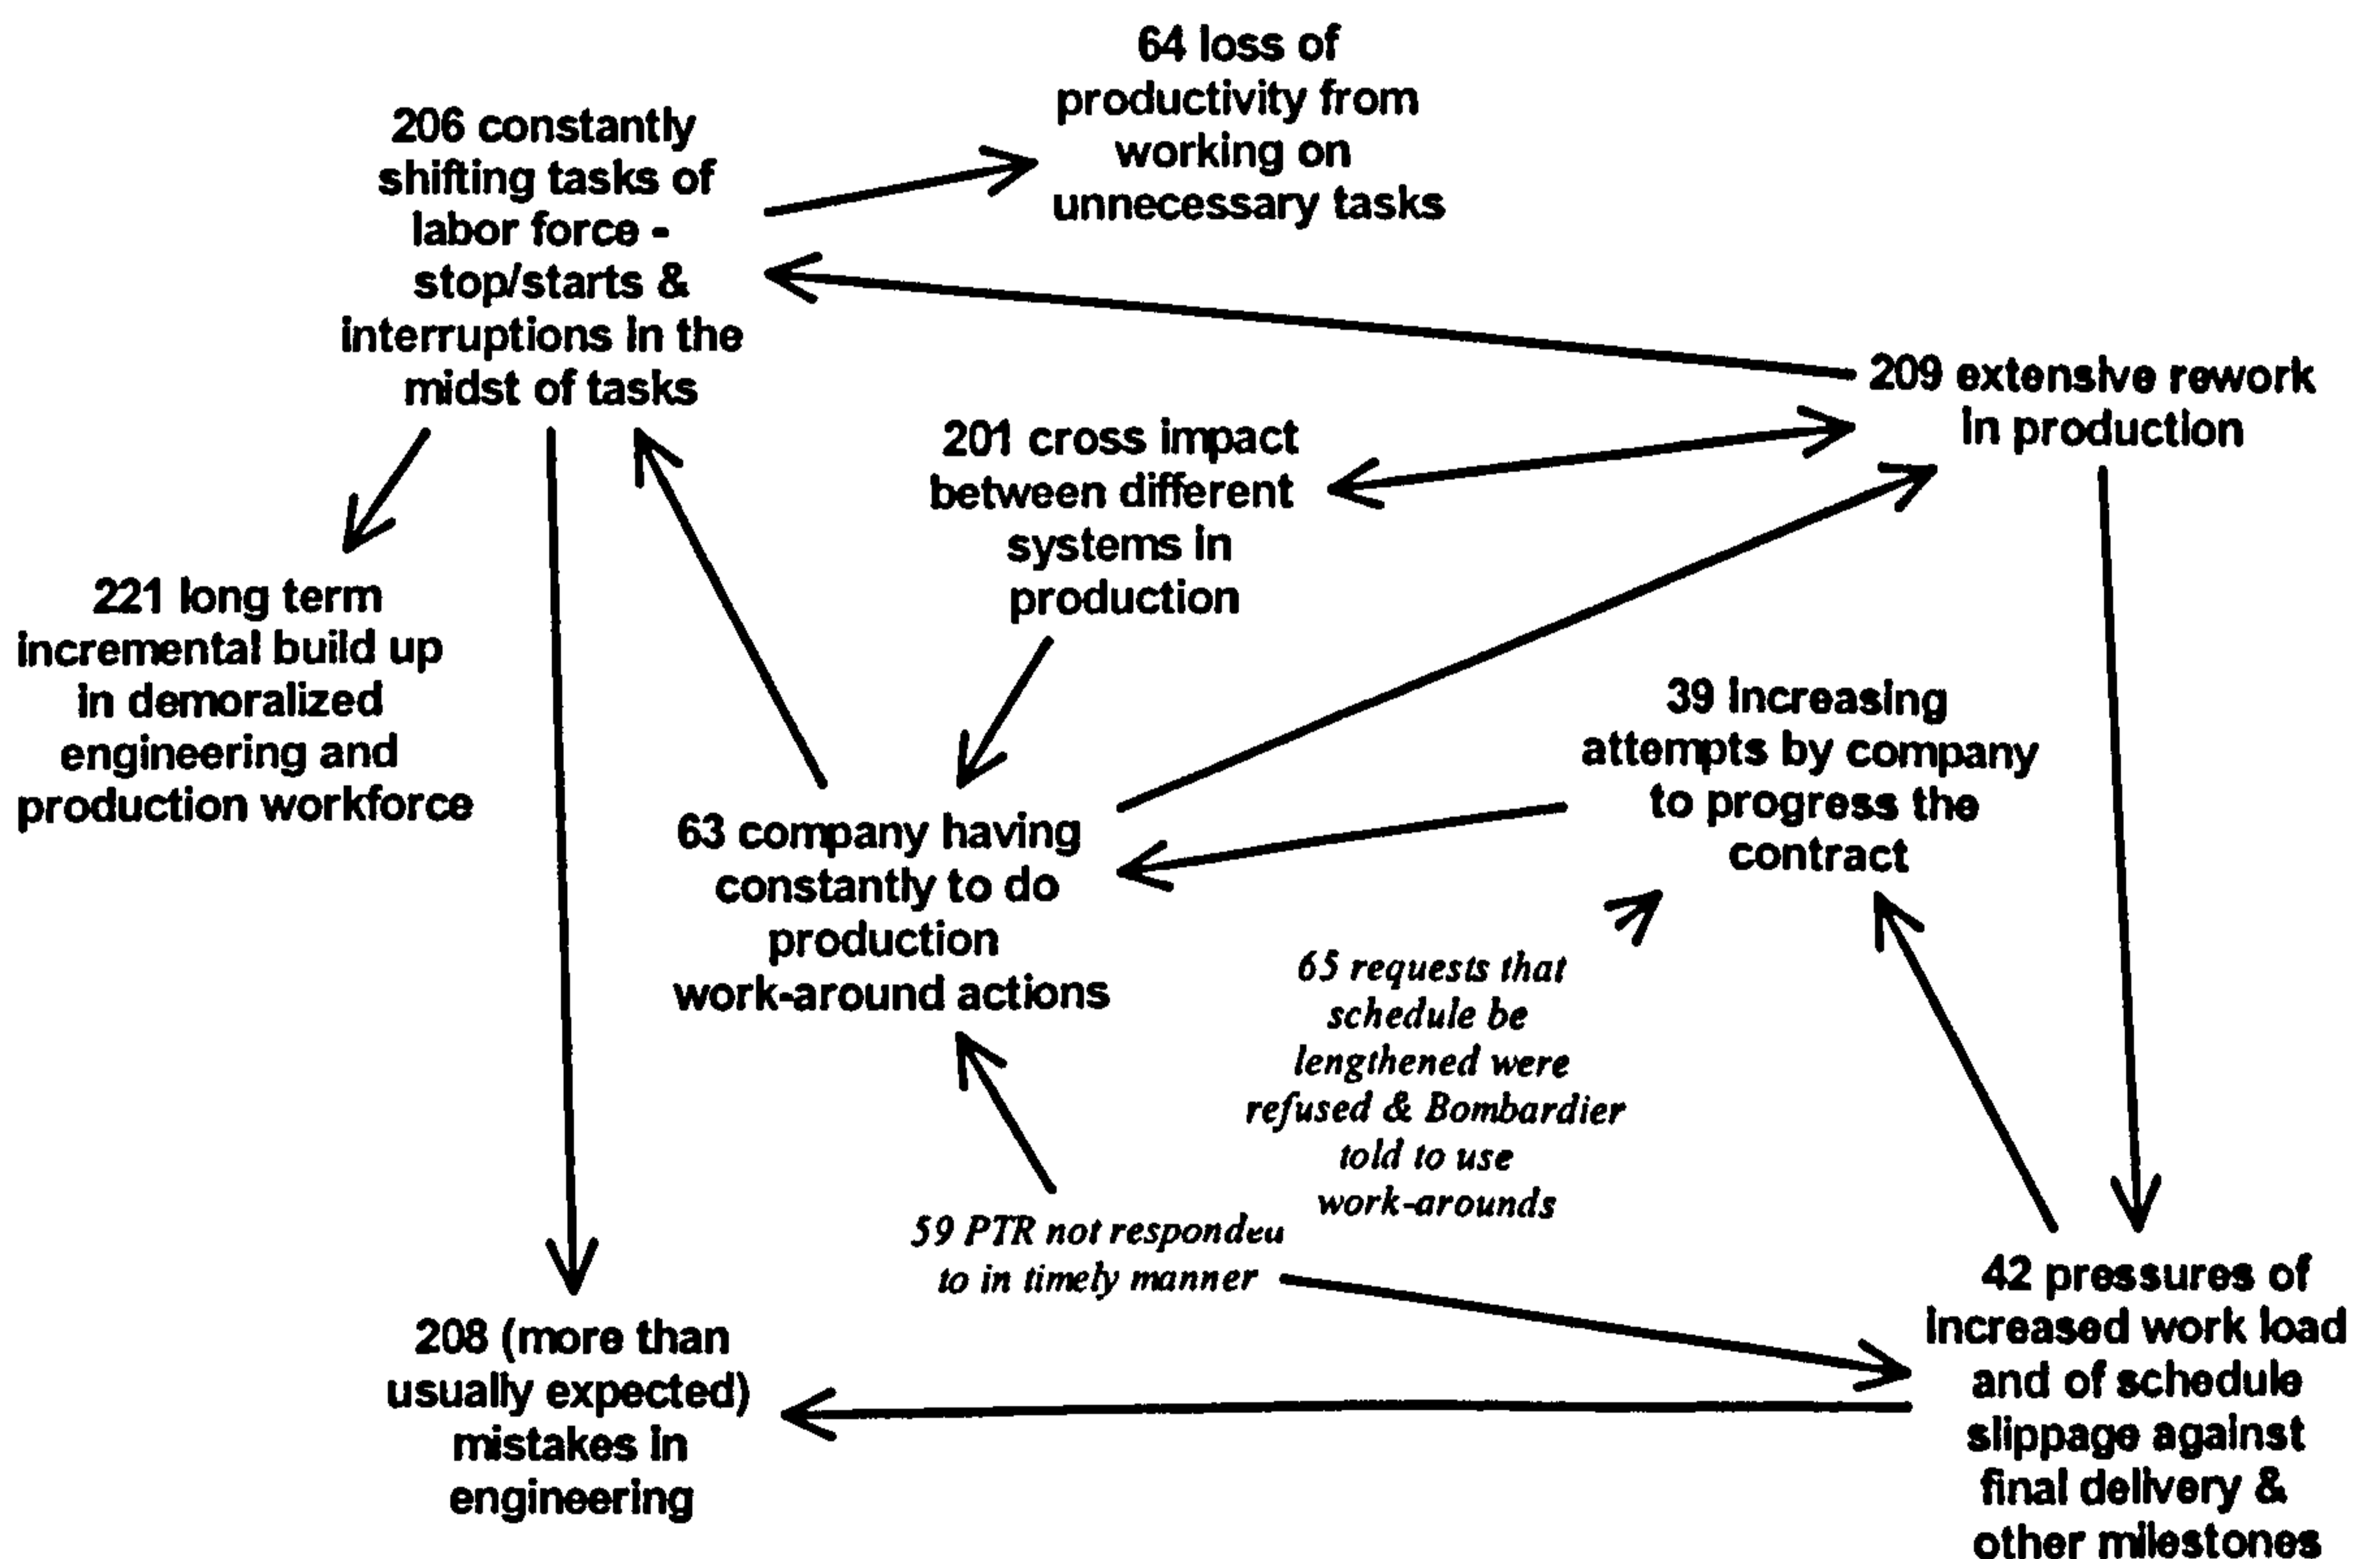 64 loss of
productivity from
working on
unnecessary tasks
206 constantly
shifting tasks of
labor force -
stop/starts &
interruptions in the
midst of tasks
209 extensive rework
in production
201 cross impact
between different
systems in
production
221 long term
incremental build up
in demoralized
engineering and
production workforce
39 increasing
attempts by company
to progress the
contract
63 company having
constantly to do
production
work-around actions
65 requests that
schedule be
lengthened were
refused & Bombardier
told to use
work-arounds
59 PTR not responded
to in timely manner
42 pressures of
increased work load
and of schedule
slippage against
final delivery &
other milestones
208 (more than
usually expected)
mistakes in
engineering